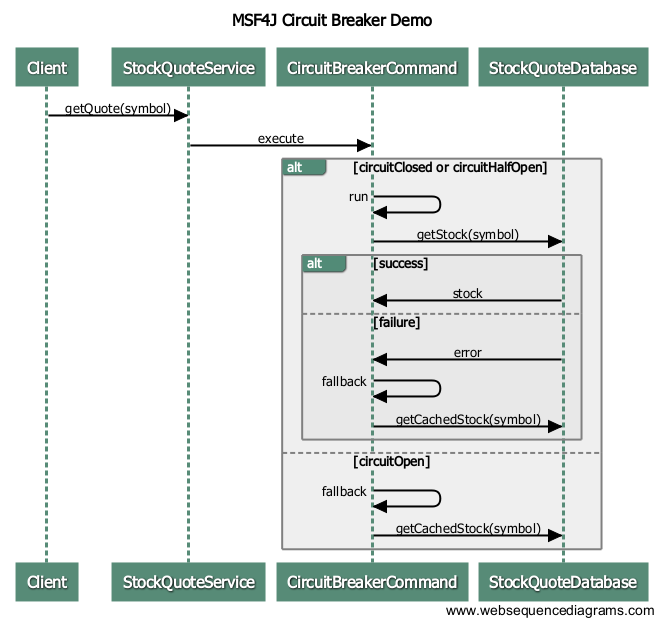 MSF4J Circuit Breaker Demo
Client StockQuoteService CircuitBreakerCommand StockQuoteDatabase
getQuote(symbol)
execute
alt [circuitClosed or circuitHalfOpen]
run
getStock(symbol)
alt [success]
stock
[failure]
error
fallback
getCachedStock(symbol)
[circuitOpen]
fallback
getCachedStock(symbol)
Client StockQuoteService CircuitBreakerCommand StockQuoteDatabase
www.websequencediagrams.com